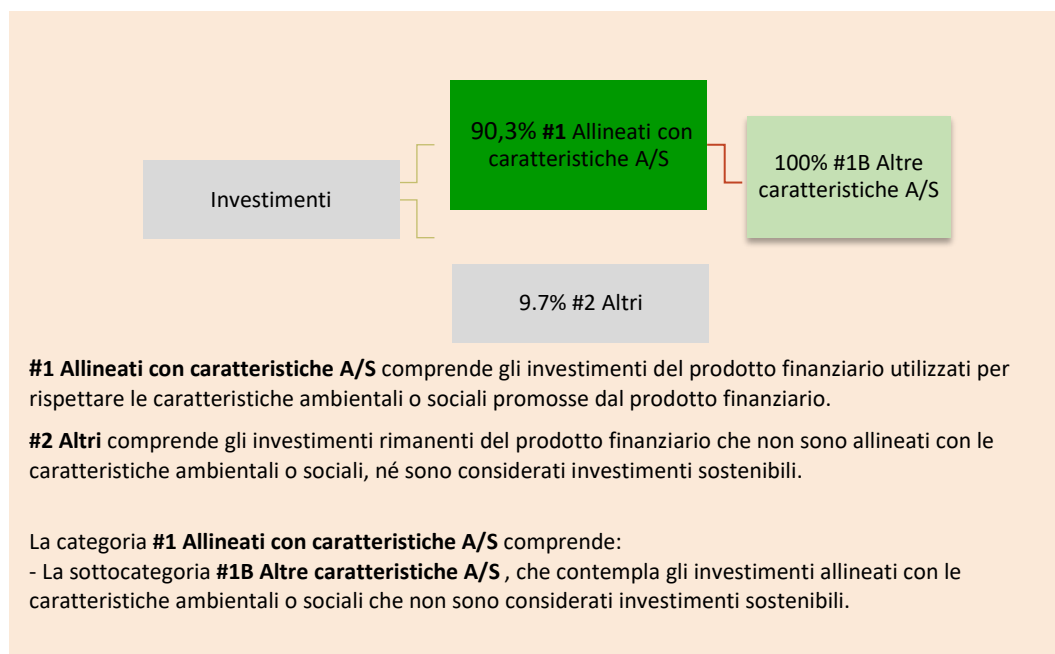 90,3% #1 Allineati con
caratteristiche A/S
100% #1B Altre
caratteristiche A/S
Investimenti
9.7% #2 Altri
#1 Allineati con caratteristiche A/S comprende gli investimenti del prodotto finanziario utilizzati per
rispettare le caratteristiche ambientali o sociali promosse dal prodotto finanziario.
#2 Altri comprende gli investimenti rimanenti del prodotto finanziario che non sono allineati con le
caratteristiche ambientali o sociali, né sono considerati investimenti sostenibili.
La categoria #1 Allineati con caratteristiche A/S comprende:
- La sottocategoria #1B Altre caratteristiche A/S , che contempla gli investimenti allineati con le
caratteristiche ambientali o sociali che non sono considerati investimenti sostenibili.